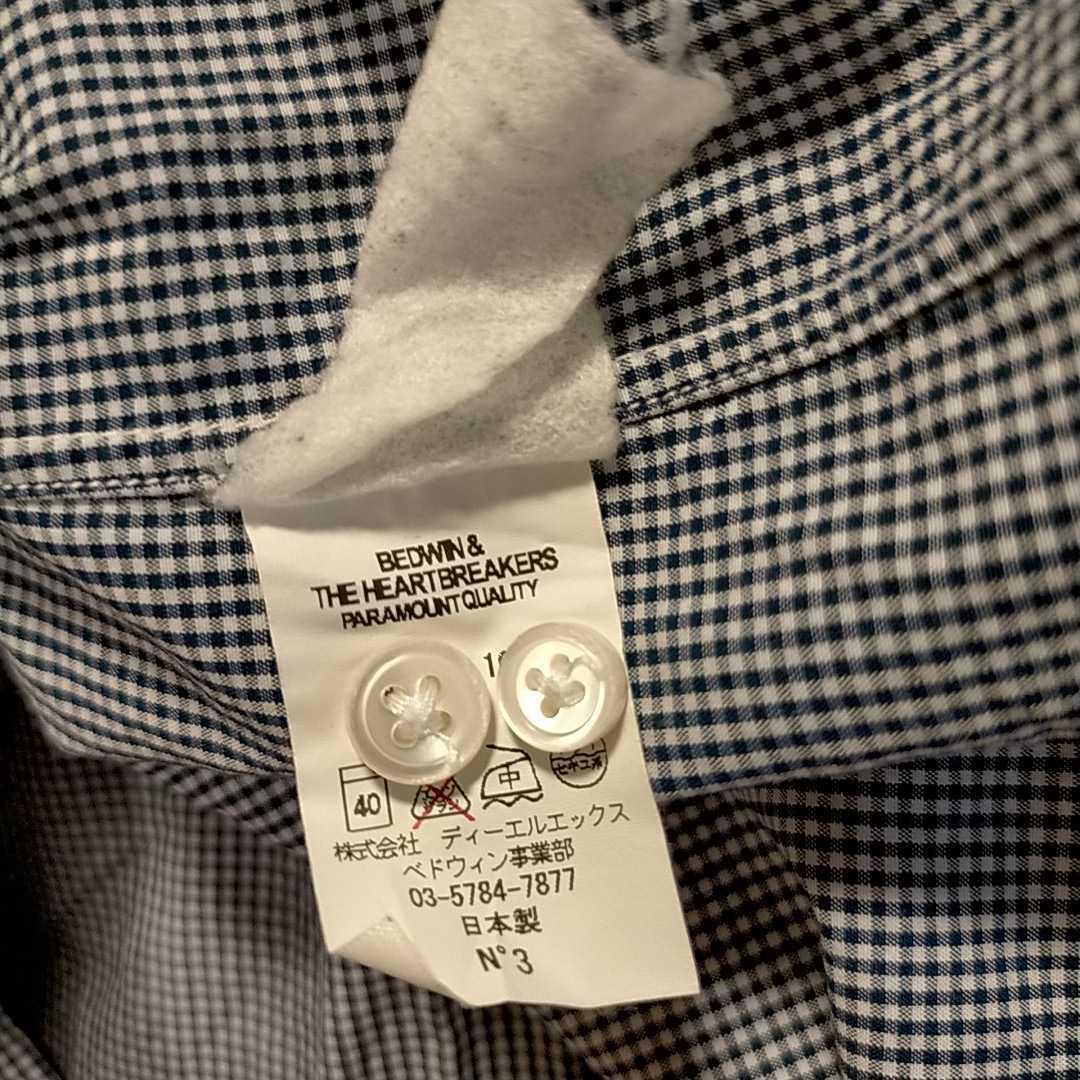 BEDWIN &
THE HEARTBREAKERS
PARAMOUNT QUALITY
40
中
株式会社 ディーエルエックス
ベドウィン事業部
03-5784-7877
日本製
N°3